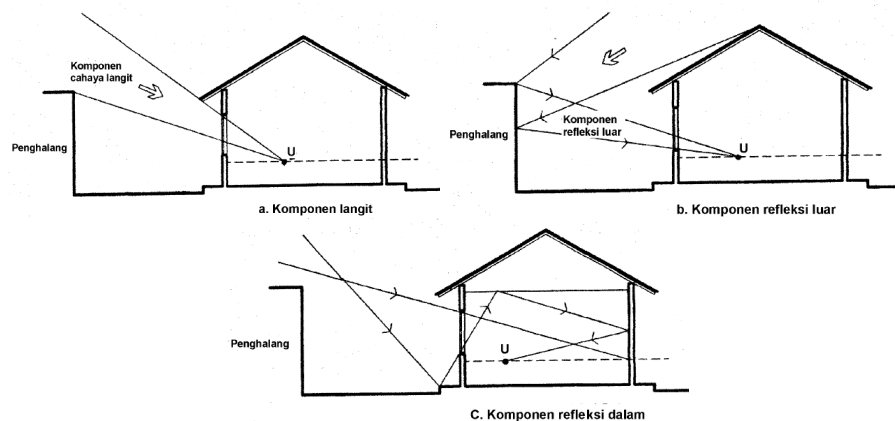 Komponen
cahaya langit
Penghalang
U
a. Komponen langit
Penghalang
Komponen
refleksi luar
U
b. Komponen refleksi luar
Penghalang
U
C. Komponen refleksi dalam